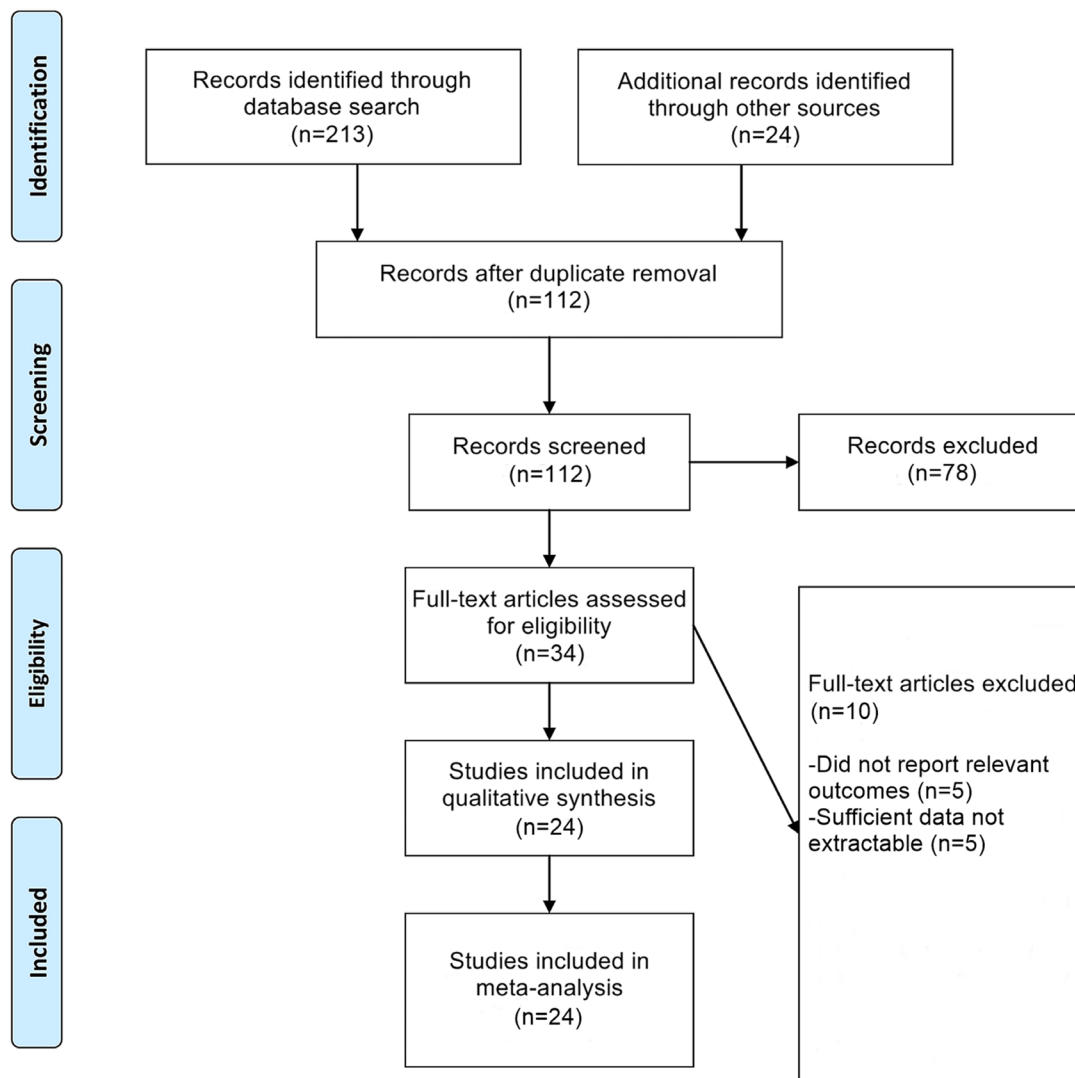 Identification
Records identified through
database search
(n=213)
Additional records identified
through other sources
(n=24)
Records after duplicate removal
(n=112)
Screening
Records screened
(n=112)
Records excluded
(n=78)
Eligibility
Full-text articles assessed
for eligibility
(n=34)
Full-text articles excluded
(n=10)
-Did not report relevant
outcomes (n=5)
-Sufficient data not
extractable (n=5)
Studies included in
qualitative synthesis
(n=24)
Included
Studies included in
meta-analysis
(n=24)